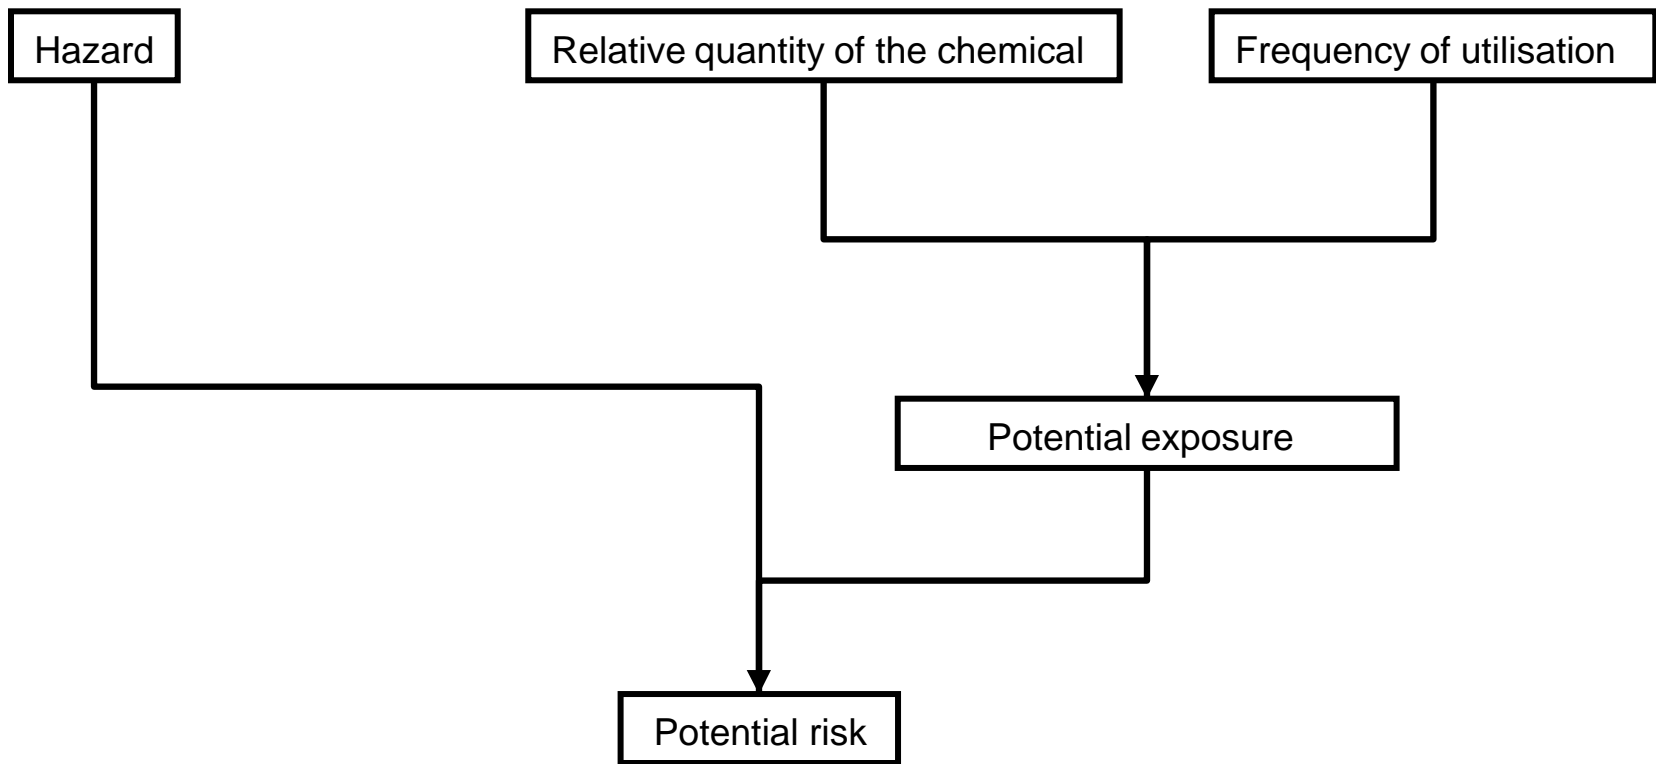 Hazard
Relative quantity of the chemical
Frequency of utilisation
Potential exposure
Potential risk